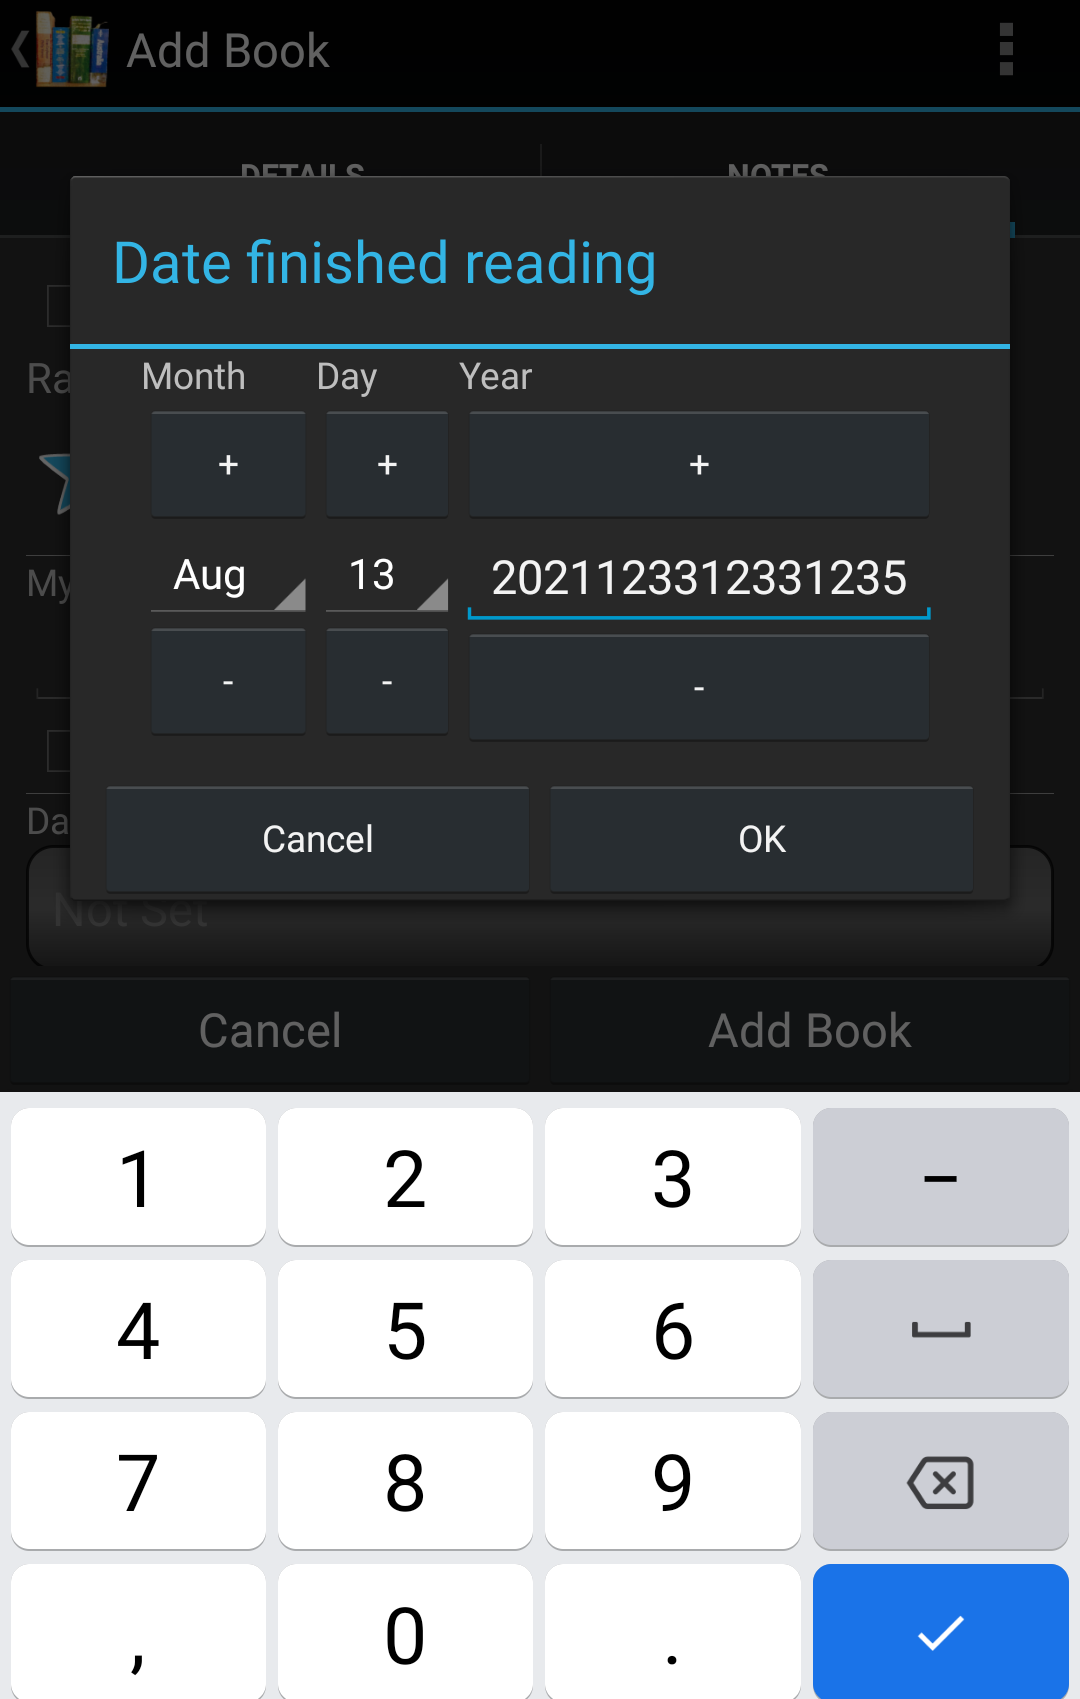 Add Book
DETAILS NOTES
Date finished reading
Month Day Year
+ + +
Ra
Aug 13 2021123312331235
My
- - -
Da
Cancel OK
Not Set
Cancel Add Book
1 2 3 –
4 5 6
7 8 9
, 0 .